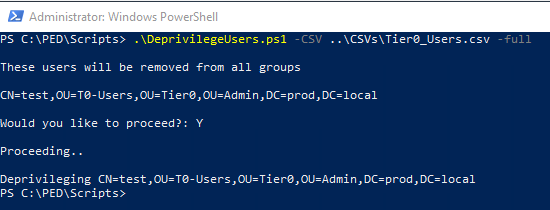 Administrator: Windows PowerShell
PS C:\PED\Scripts> .\DeprivilegeUsers.ps1 -CSV ..\CSVs\Tier0_Users.csv -full
These users will be removed from all groups
CN=test,OU=T0-Users,OU=Tier0,OU=Admin,DC=prod,DC=local
Would you like to proceed?: Y
Proceeding..
Deprivileging CN=test,OU=T0-Users,OU=Tier0,OU=Admin,DC=prod,DC=local
PS C:\PED\Scripts>